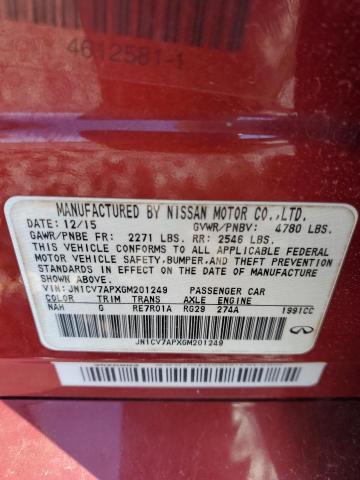 4612581-1
MANUFACTURED BY NISSAN MOTOR CO.,LTD.
DATE: 12/15 GVWR/PNBV: 4780 LBS.
GAWR/PNBE FR: 2271 LBS. RR: 2546 LBS.
THIS VEHICLE CONFORMS TO ALL APPLICABLE FEDERAL
MOTOR VEHICLE SAFETY,BUMPER,AND THEFT PREVENTION
STANDARDS IN EFFECT ON THE DATE OF MANUFACTURE
SHOWN ABOVE.
VIN: JN1CV7APXGM201249 PASSENGER CAR
COLOR TRIM TRANS AXLE ENGINE
NAH G RE7R01A RG29 274A 1991CC
JN1CV7APXGM201249